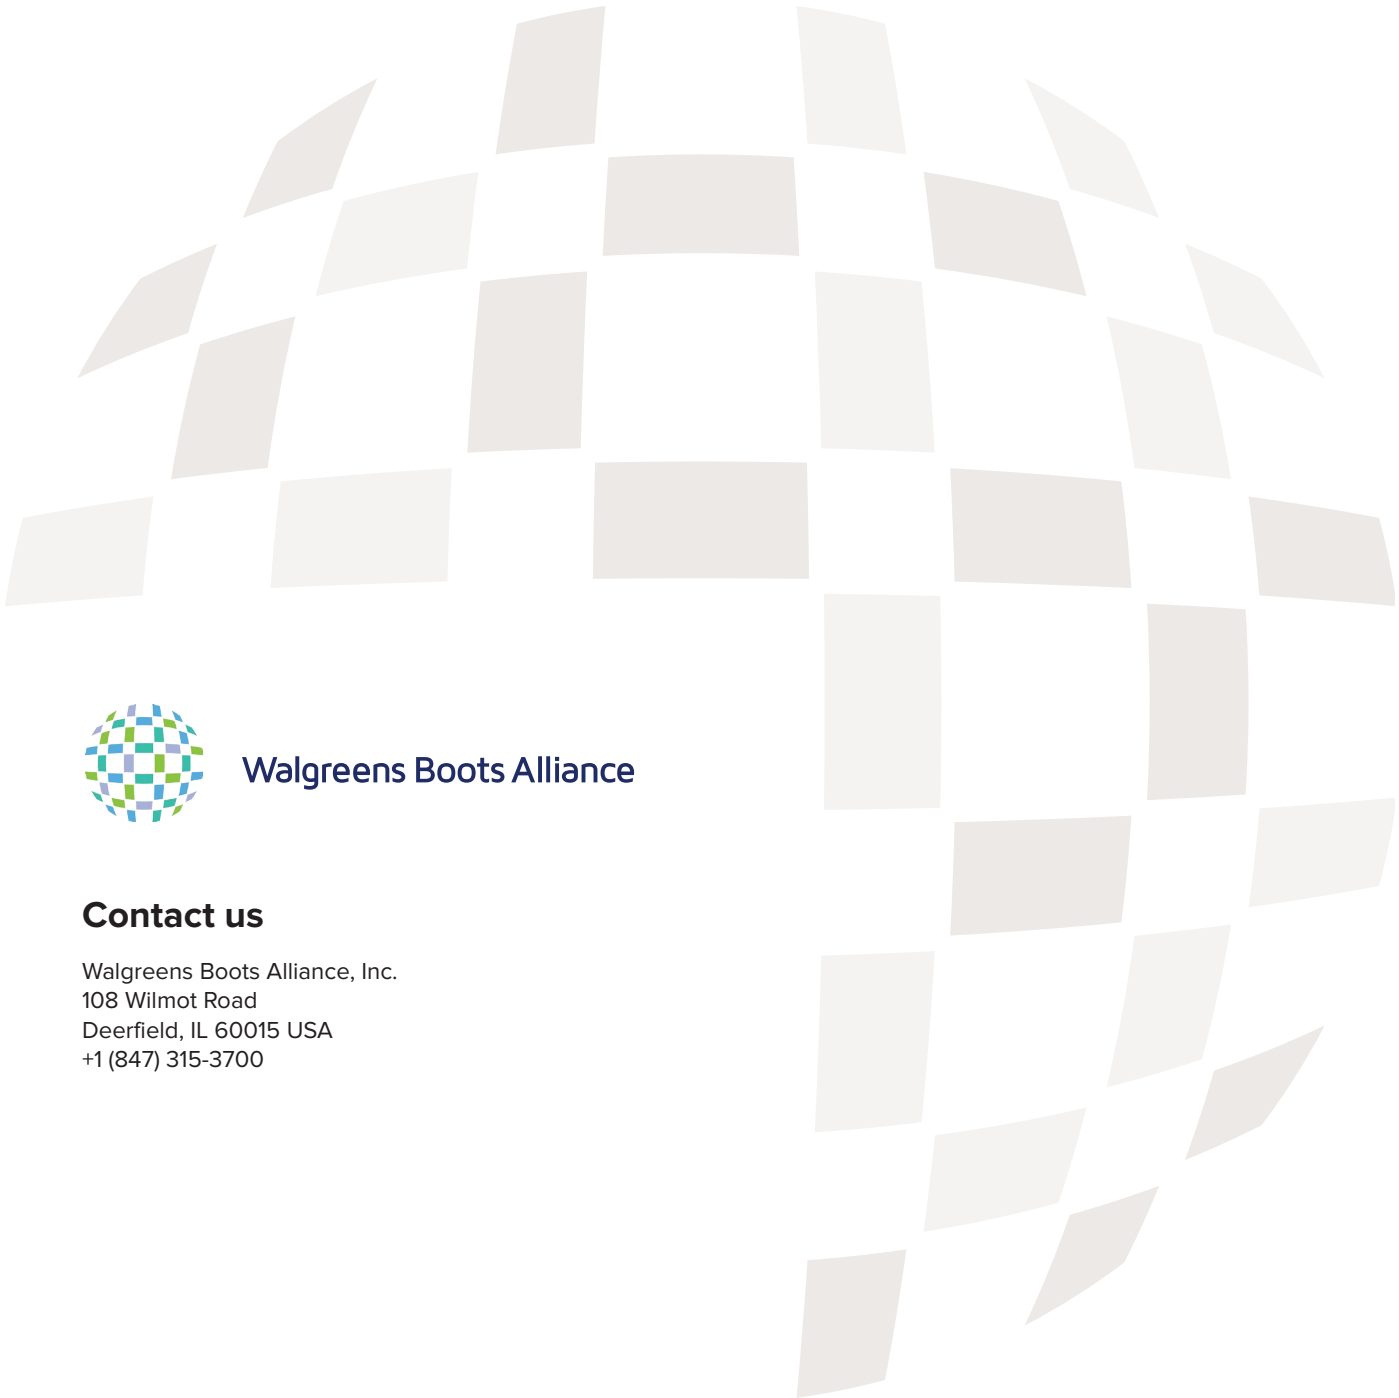 Walgreens Boots Alliance
Contact us
Walgreens Boots Alliance, Inc.
108 Wilmot Road
Deerfield, IL 60015 USA
+1 (847) 315-3700